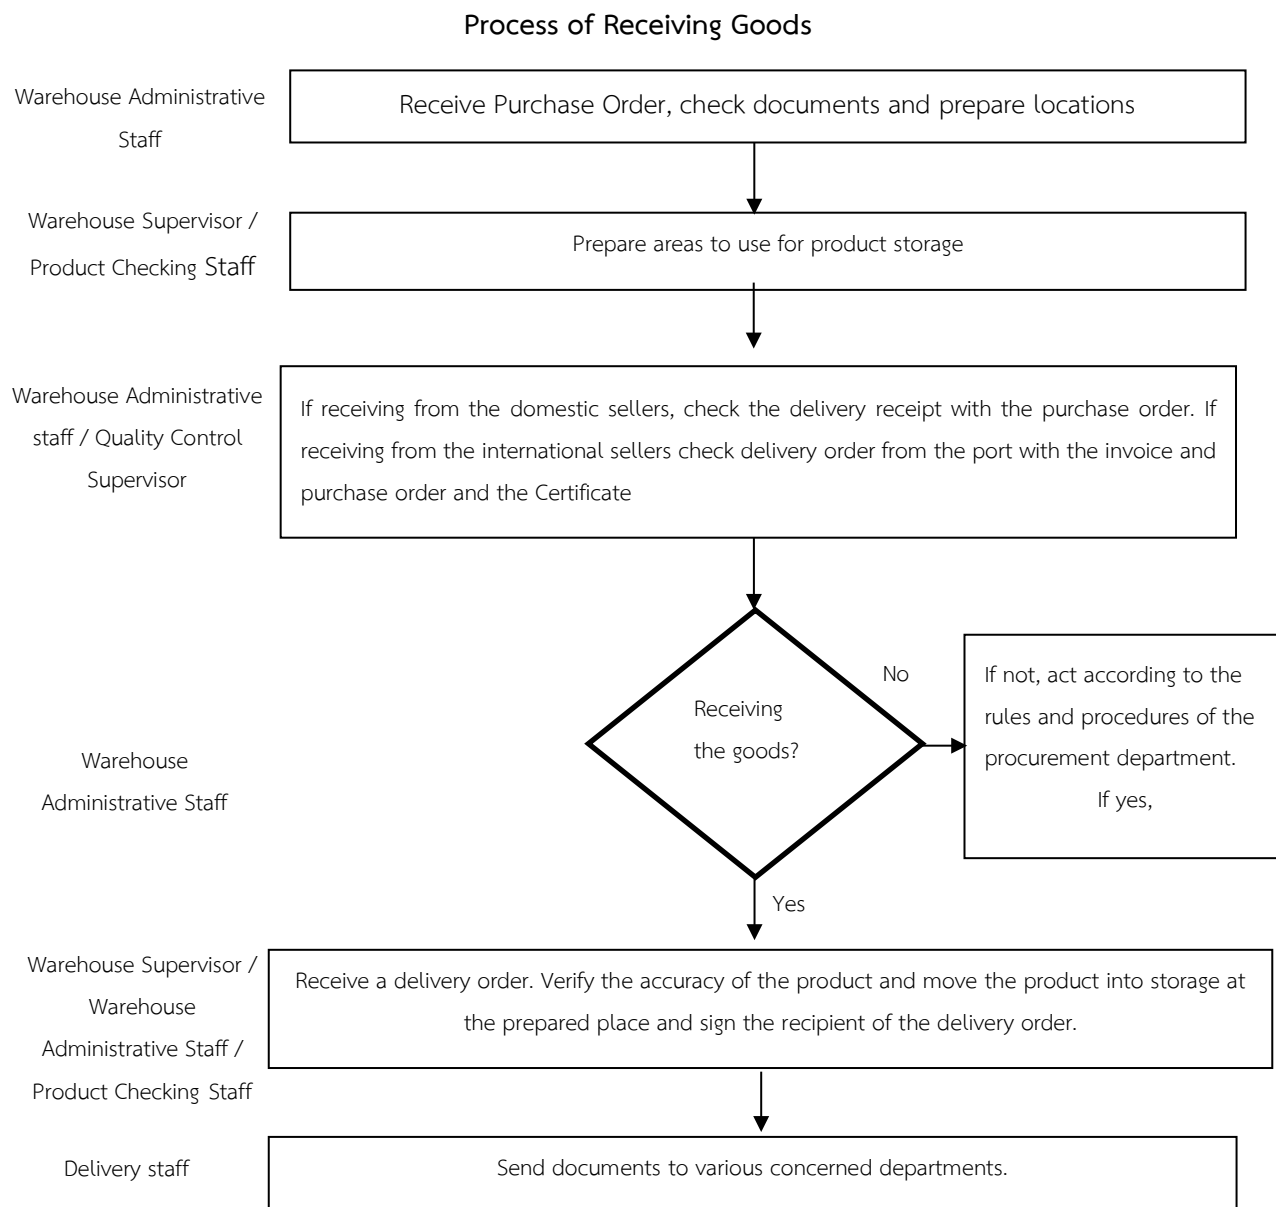 Process of Receiving Goods
Warehouse Administrative
Staff
Receive Purchase Order, check documents and prepare locations
Warehouse Supervisor /
Product Checking Staff
Prepare areas to use for product storage
Warehouse Administrative
staff / Quality Control
Supervisor
If receiving from the domestic sellers, check the delivery receipt with the purchase order. If
receiving from the international sellers check delivery order from the port with the invoice and
purchase order and the Certificate
Warehouse
Administrative Staff
Receiving
the goods?
No
If not, act according to the
rules and procedures of the
procurement department.
If yes,
Yes
Warehouse Supervisor /
Warehouse
Administrative Staff /
Product Checking Staff
Receive a delivery order. Verify the accuracy of the product and move the product into storage at
the prepared place and sign the recipient of the delivery order.
Delivery staff
Send documents to various concerned departments.